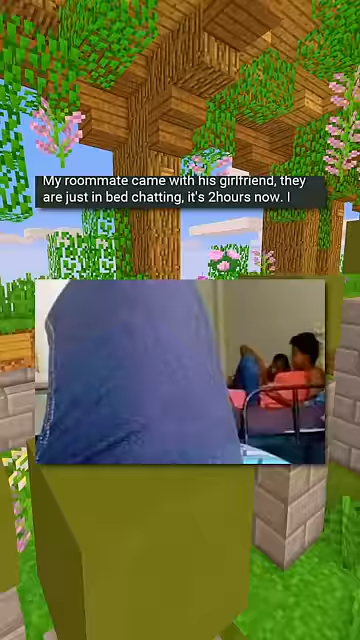 My roommate came with his girlfriend, they
are just in bed chatting, it's 2hours now. I